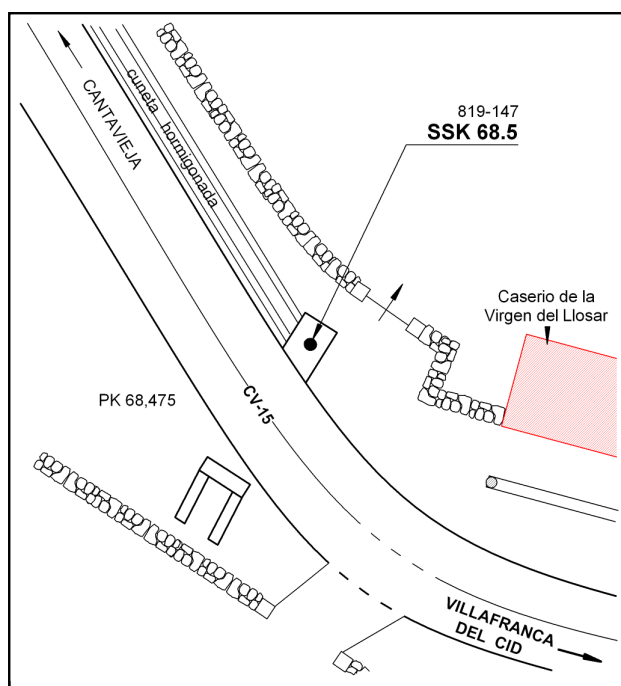 819-147
SSK 68.5
CANTAVIEJA
cuneta hormigonada
Caserio de la
Virgen del Llosar
PK 68,475
CV-15
VILLAFRANCA
DEL CID